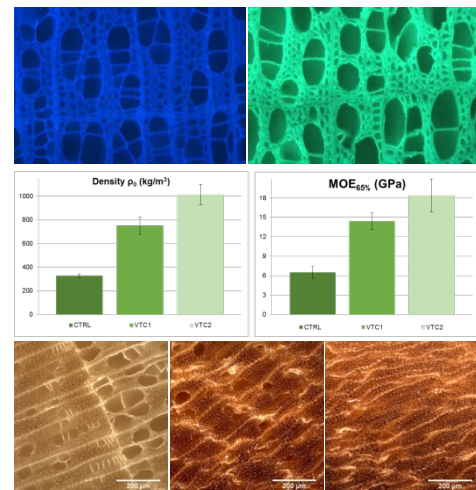 Density ρ₀ (kg/m³)
1000
800
600
400
200
0
CTRL VTC1 VTC2
MOE65% (GPa)
18
15
12
9
6
3
0
CTRL VTC1 VTC2
200 µm
200 µm
200 µm